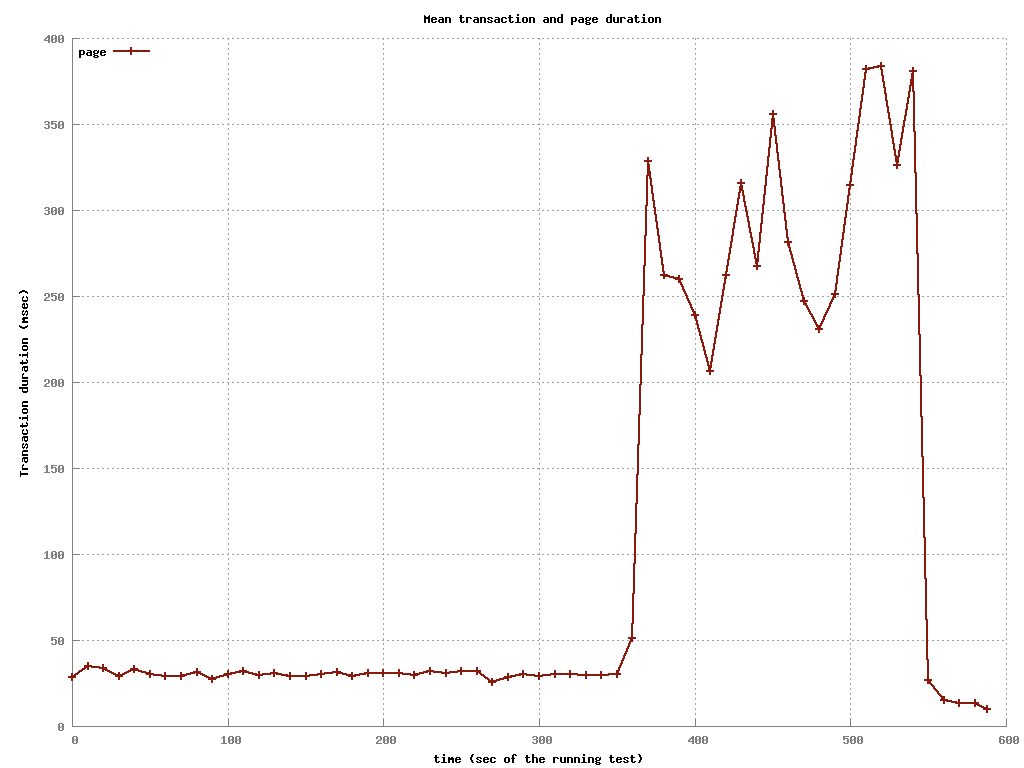 Mean transaction and page duration
400
page
350
300
250
200
150
100
50
0
Transaction duration (msec)
0 100 200 300 400 500 600
time (sec of the running test)